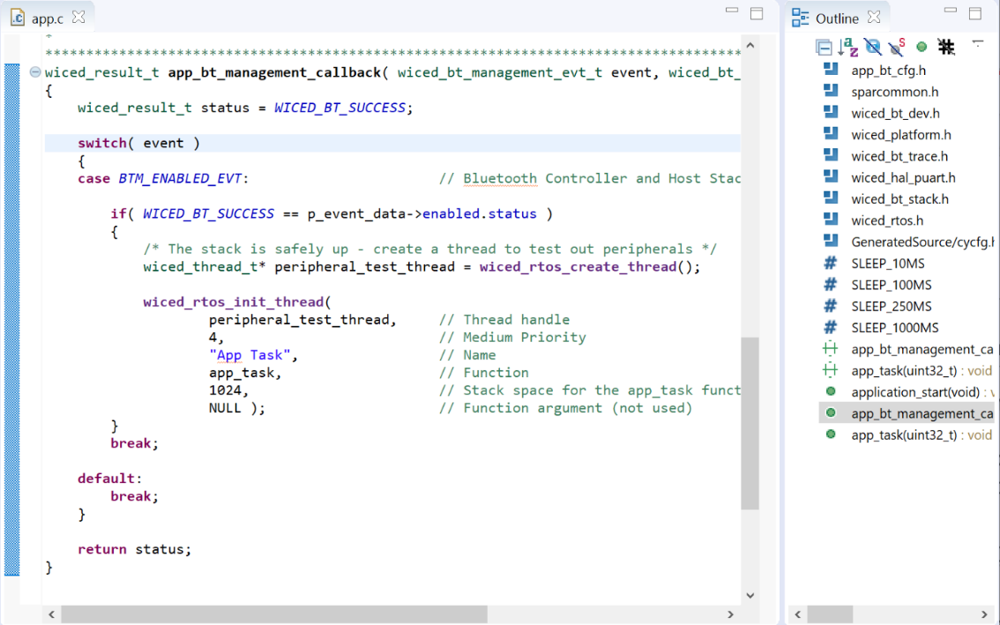 app.c
Outline
*
*************************************************************************************
wiced_result_t app_bt_management_callback( wiced_bt_management_evt_t event, wiced_bt_
{
wiced_result_t status = WICED_BT_SUCCESS;
switch( event )
{
case BTM_ENABLED_EVT: // Bluetooth Controller and Host Stac
if( WICED_BT_SUCCESS == p_event_data->enabled.status )
{
/* The stack is safely up - create a thread to test out peripherals */
wiced_thread_t* peripheral_test_thread = wiced_rtos_create_thread();
wiced_rtos_init_thread(
peripheral_test_thread, // Thread handle
4, // Medium Priority
"App Task", // Name
app_task, // Function
1024, // Stack space for the app_task funct
NULL ); // Function argument (not used)
}
break;
default:
break;
}
return status;
}
app_bt_cfg.h
sparcommon.h
wiced_bt_dev.h
wiced_platform.h
wiced_bt_trace.h
wiced_hal_puart.h
wiced_bt_stack.h
wiced_rtos.h
GeneratedSource/cycfg.h
SLEEP_10MS
SLEEP_100MS
SLEEP_250MS
SLEEP_1000MS
app_bt_management_ca
app_task(uint32_t) : void
application_start(void) : v
app_bt_management_ca
app_task(uint32_t) : void